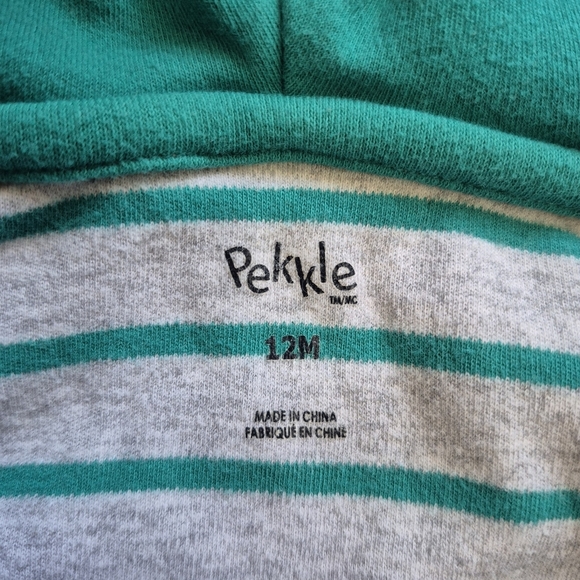 Pekkle
TM/MC
12M
MADE IN CHINA
FABRIQUÉ EN CHINE